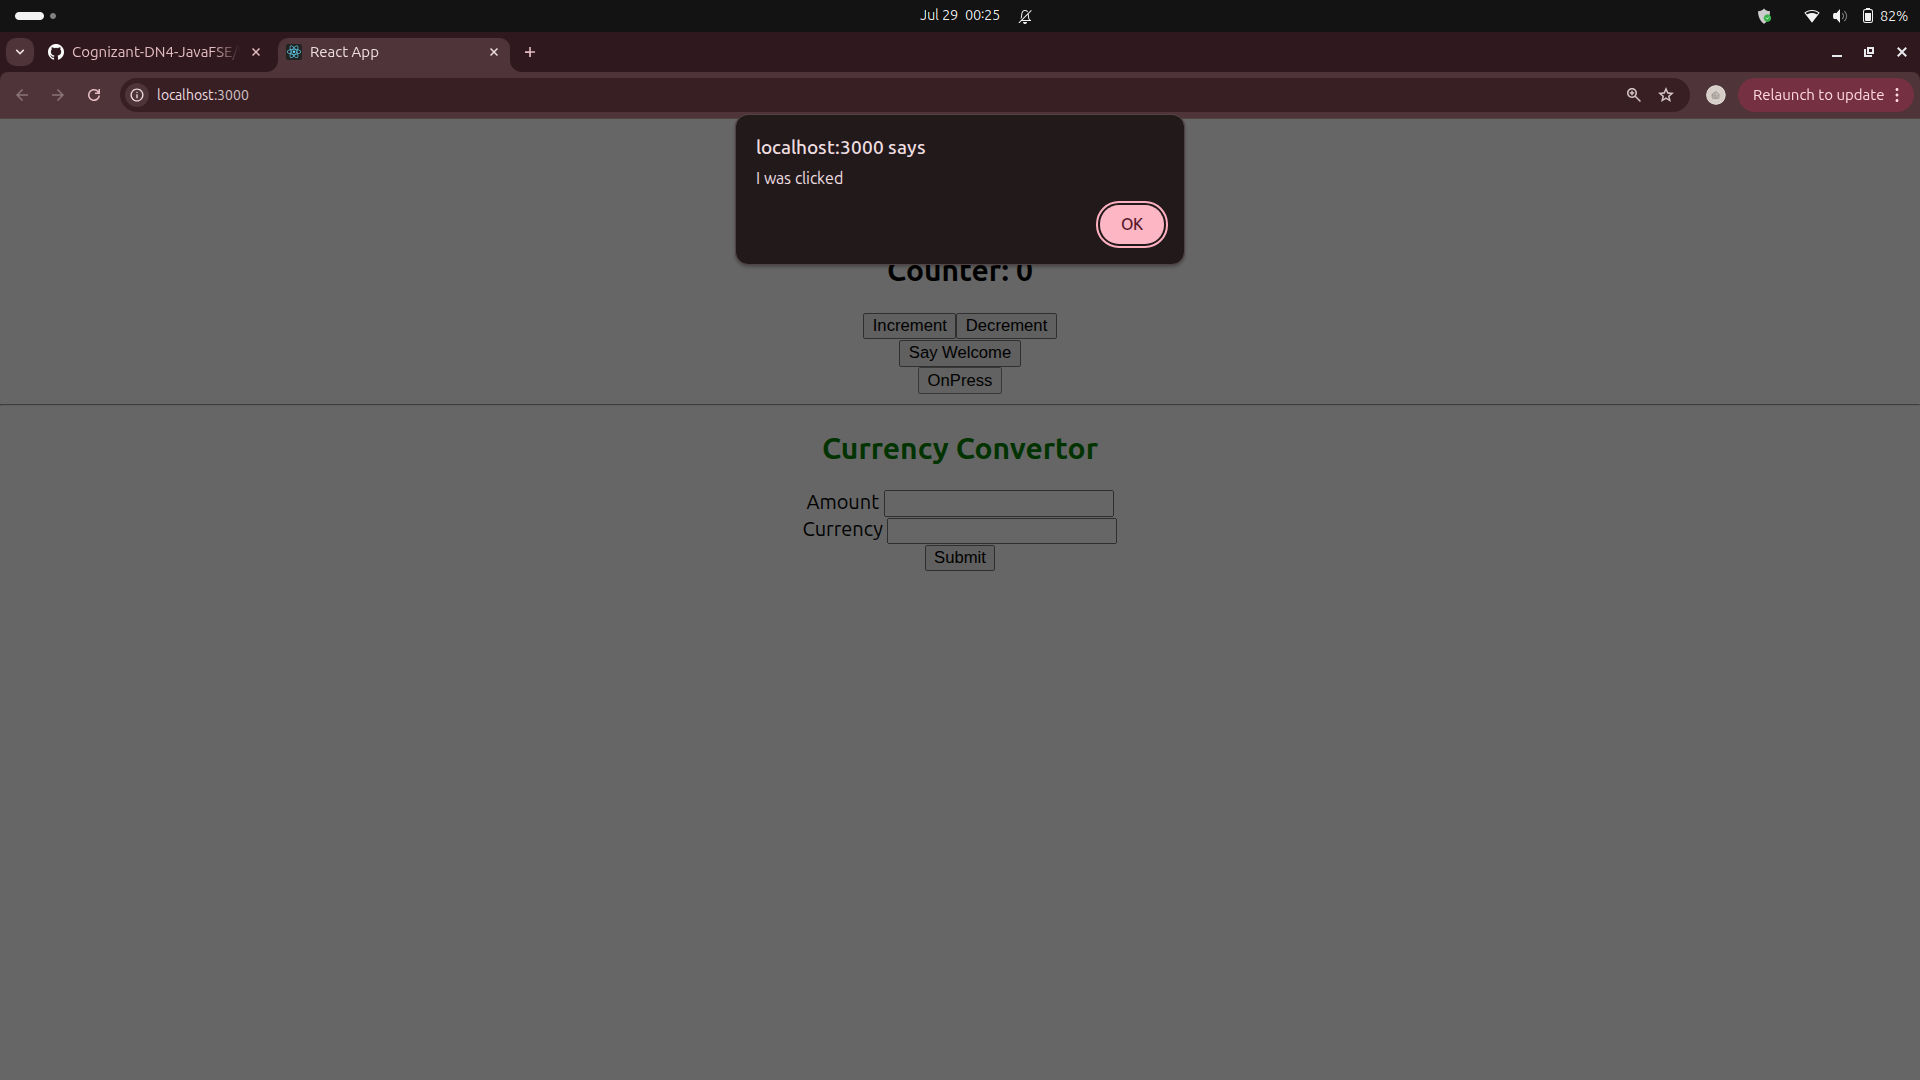 Jul 29 00:25
82%
Cognizant-DN4-JavaFSE/
React App
localhost:3000
Relaunch to update
localhost:3000 says
I was clicked
OK
Counter: 0
Increment Decrement
Say Welcome
OnPress
Currency Convertor
Amount
Currency
Submit